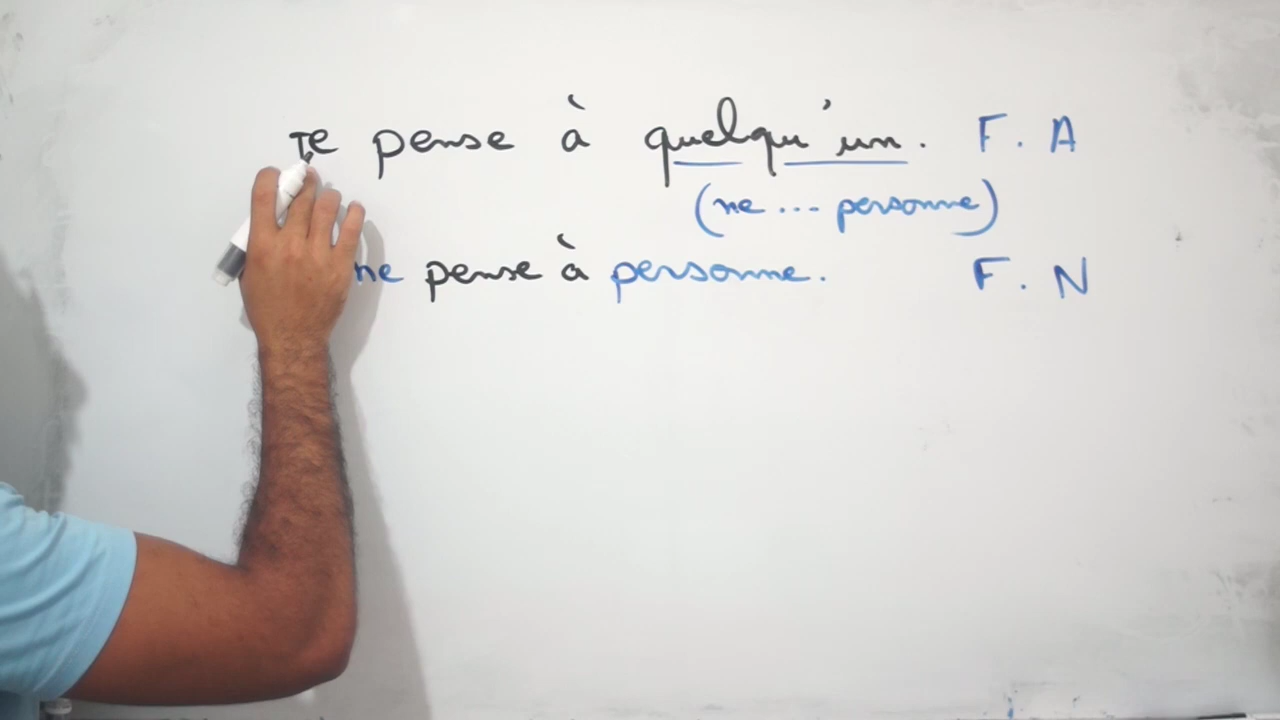 Je pense à quelqu'un. F. A
(ne ... personne)
ne pense à personne. F. N